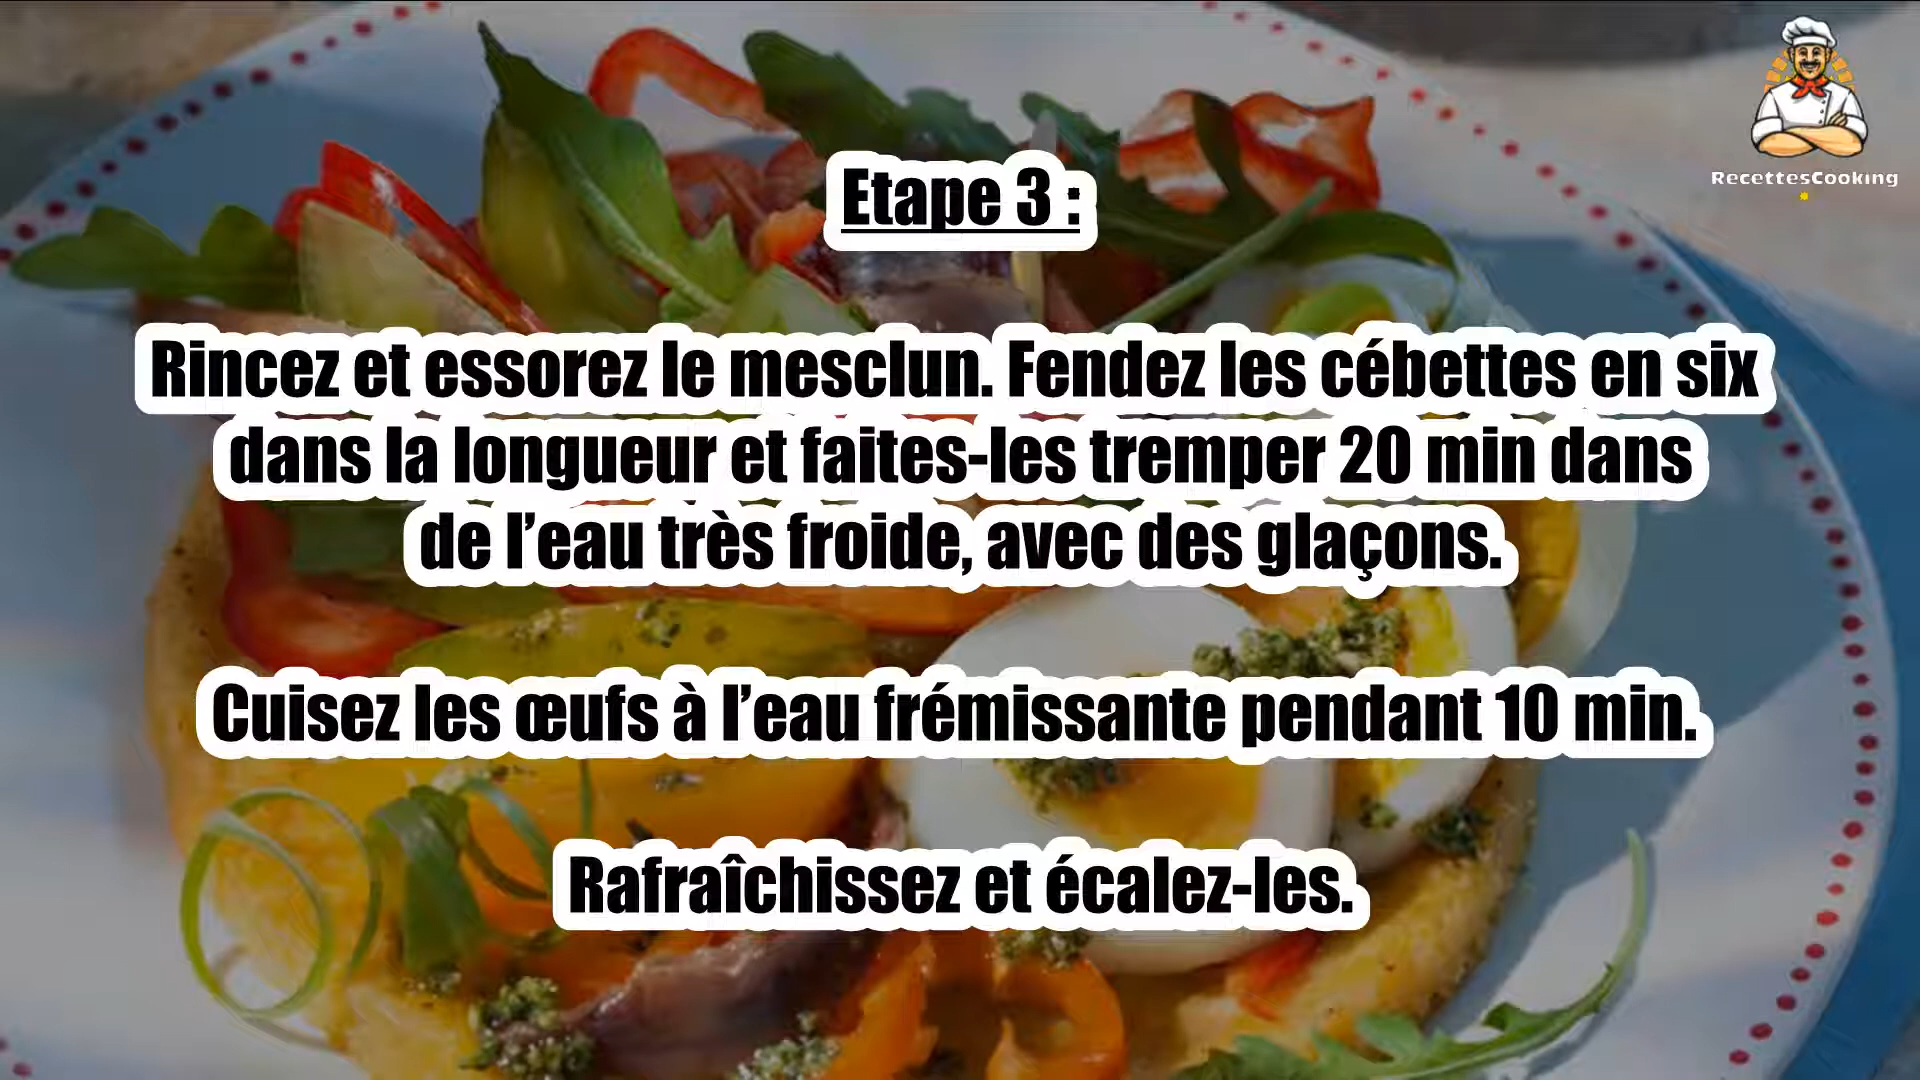 RecettesCooking
Etape 3 :
Rincez et essorez le mesclun. Fendez les cébettes en six
dans la longueur et faites-les tremper 20 min dans
de l’eau très froide, avec des glaçons.
Cuisez les œufs à l’eau frémissante pendant 10 min.
Rafraîchissez et écalez-les.